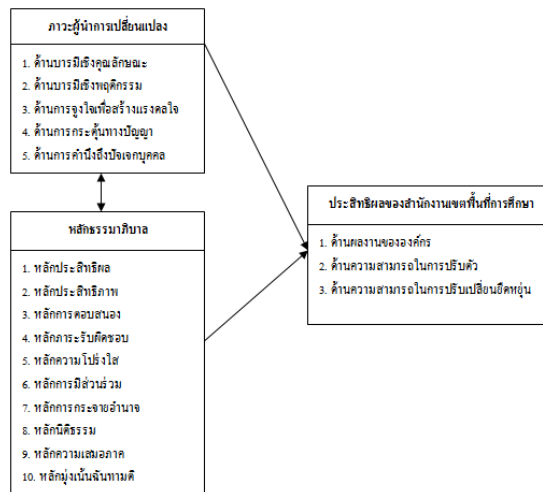 ภาวะผู้นำการเปลี่ยนแปลง
1. ด้านบารมีเชิงคุณลักษณะ
2. ด้านบารมีเชิงพฤติกรรม
3. ด้านการจูงใจเพื่อสร้างแรงดลใจ
4. ด้านการกระตุ้นทางปัญญา
5. ด้านการคำนึงถึงปัจเจกบุคคล
หลักธรรมาภิบาล
1. หลักประสิทธิผล
2. หลักประสิทธิภาพ
3. หลักการตอบสนอง
4. หลักภาระรับผิดชอบ
5. หลักความโปร่งใส
6. หลักการมีส่วนร่วม
7. หลักการกระจายอำนาจ
8. หลักนิติธรรม
9. หลักความเสมอภาค
10. หลักมุ่งเน้นฉันทามติ
ประสิทธิผลของสำนักงานเขตพื้นที่การศึกษา
1. ด้านผลงานขององค์กร
2. ด้านความสามารถในการปรับตัว
3. ด้านความสามารถในการปรับเปลี่ยนยืดหยุ่น